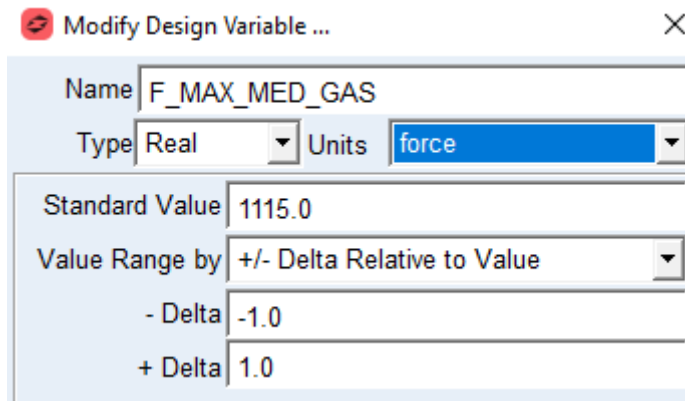 Modify Design Variable ...
Name F_MAX_MED_GAS
Type Real Units force
Standard Value 1115.0
Value Range by +/- Delta Relative to Value
- Delta -1.0
+ Delta 1.0